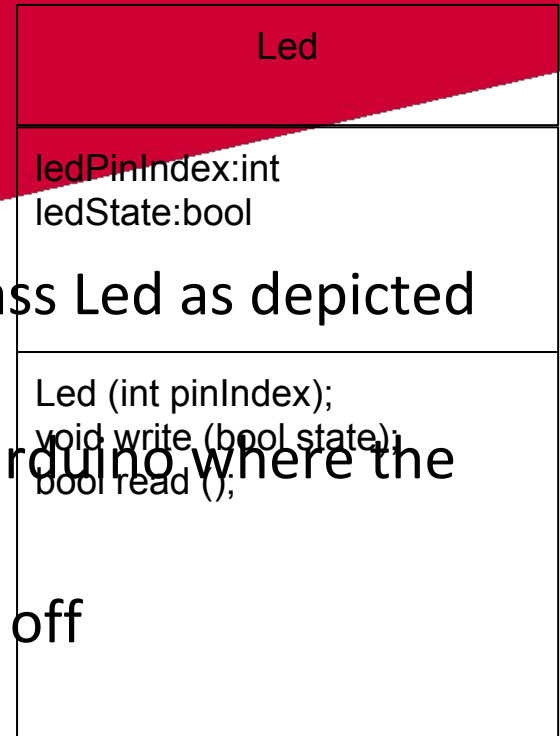 Led
ledPinIndex:int
ledState:bool
ss Led as depicted
Led (int pinIndex);
void write (bool state);
rduino where the
bool read ();
off